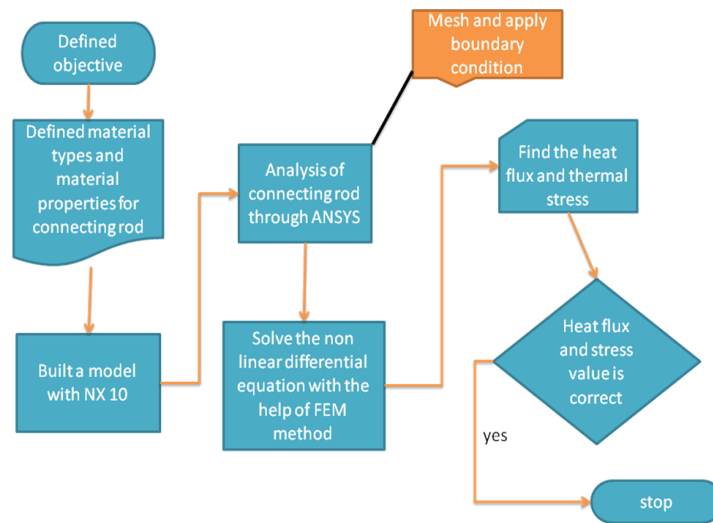 Defined
objective
Defined material
types and
material
properties for
connecting rod
Built a model
with NX 10
Mesh and apply
boundary
condition
Analysis of
connecting rod
through ANSYS
Solve the non
linear differential
equation with the
help of FEM
method
Find the heat
flux and thermal
stress
Heat flux
and stress
value is
correct
yes
stop